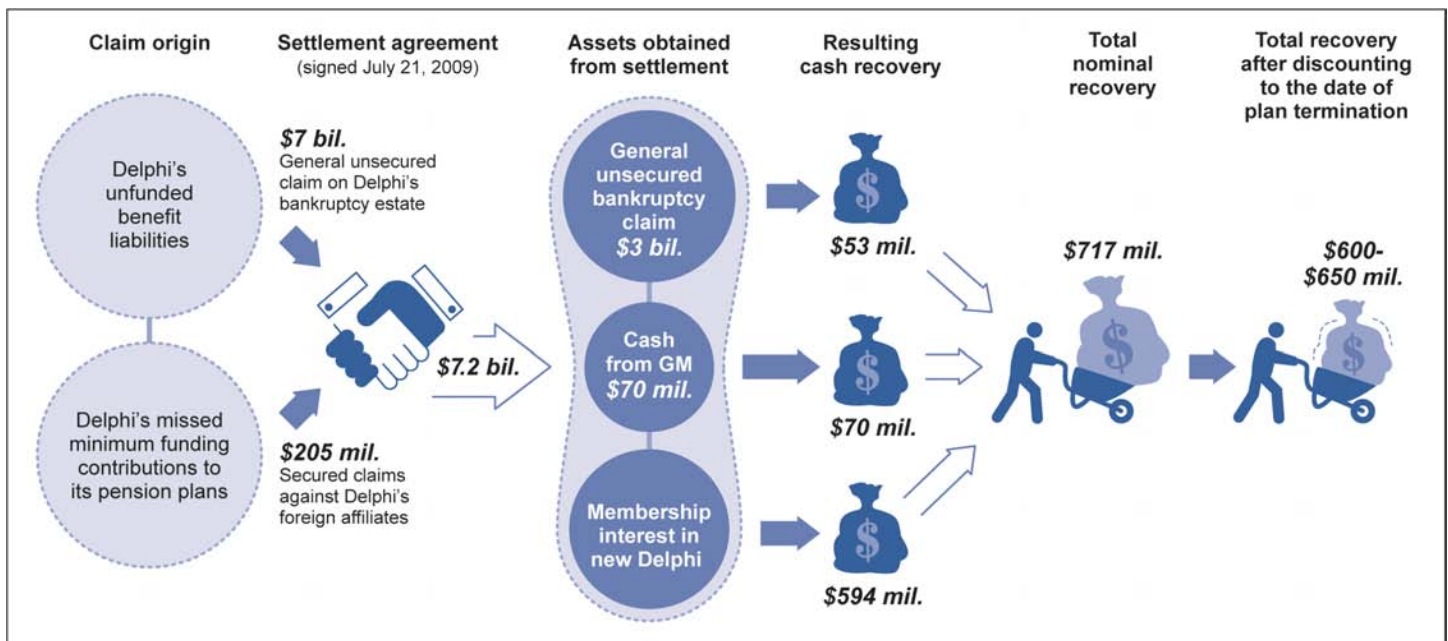 Claim origin
Settlement agreement
(signed July 21, 2009)
Assets obtained
from settlement
Resulting
cash recovery
Total
nominal
recovery
Total recovery
after discounting
to the date of
plan termination
Delphi's
unfunded
benefit
liabilities
Delphi's missed
minimum funding
contributions to
its pension plans
$7 bil.
General unsecured
claim on Delphi's
bankruptcy estate
$7.2 bil.
$205 mil.
Secured claims
against Delphi's
foreign affiliates
General
unsecured
bankruptcy
claim
$3 bil.
Cash
from GM
$70 mil.
Membership
interest in
new Delphi
$
$53 mil.
$
$70 mil.
$
$594 mil.
$717 mil.
$
$600-
$650 mil.
$